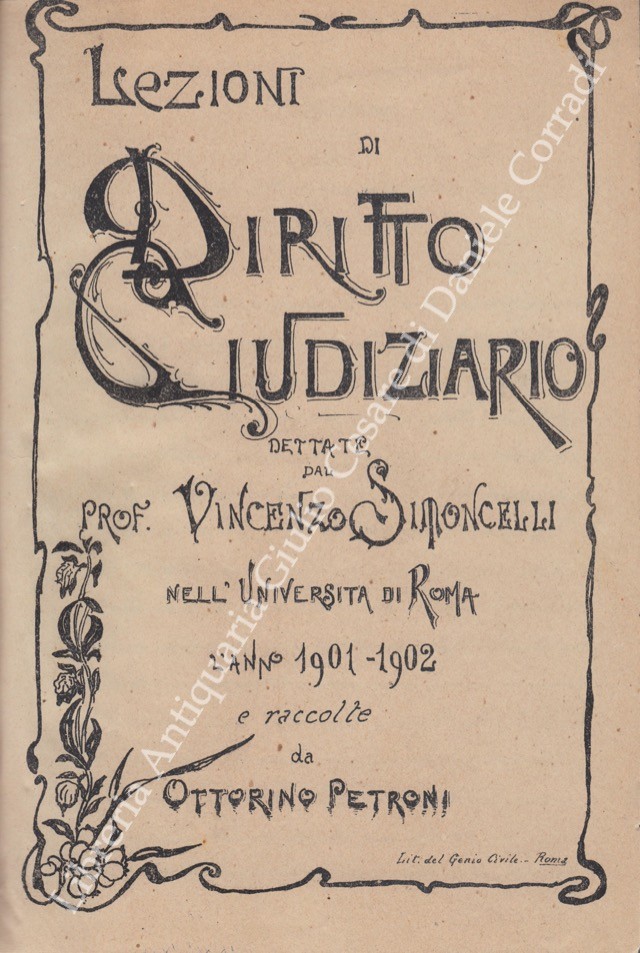 Lezioni
di
Diritto
Giudiziario
dettate
dal
Prof. Vincenzo Simoncelli
nell' Università di Roma
l'anno 1901-1902
e raccolte
da
Ottorino Petroni
Lit. del Genio Civile.- Roma
Libreria Antiquaria Giulio Cesare di Daniele Corradi